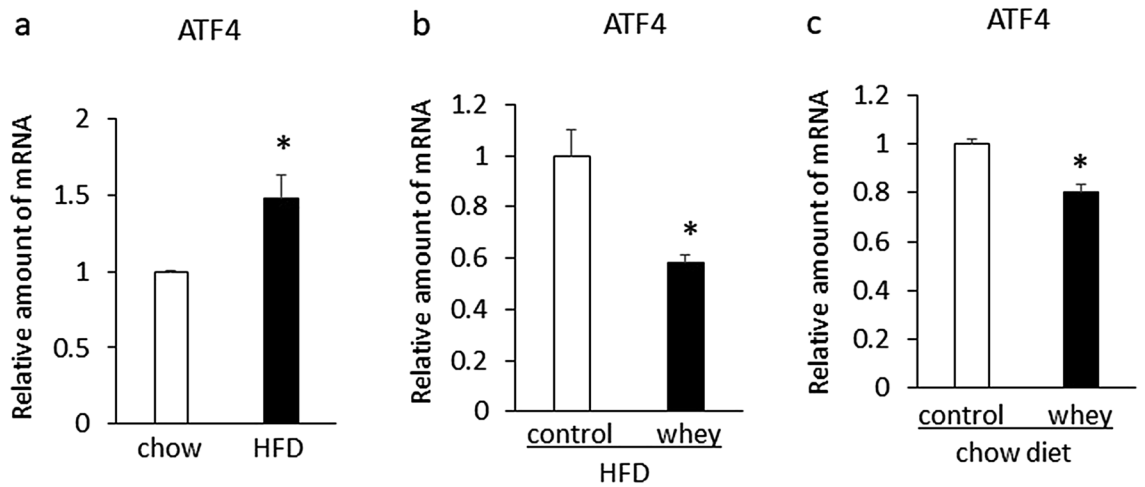 a
ATF4
Relative amount of mRNA
2
1.5
1
0.5
0
*
chow HFD
b
ATF4
Relative amount of mRNA
1.2
1
0.8
0.6
0.4
0.2
0
*
control whey
HFD
c
ATF4
Relative amount of mRNA
1.2
1
0.8
0.6
0.4
0.2
0
*
control whey
chow diet